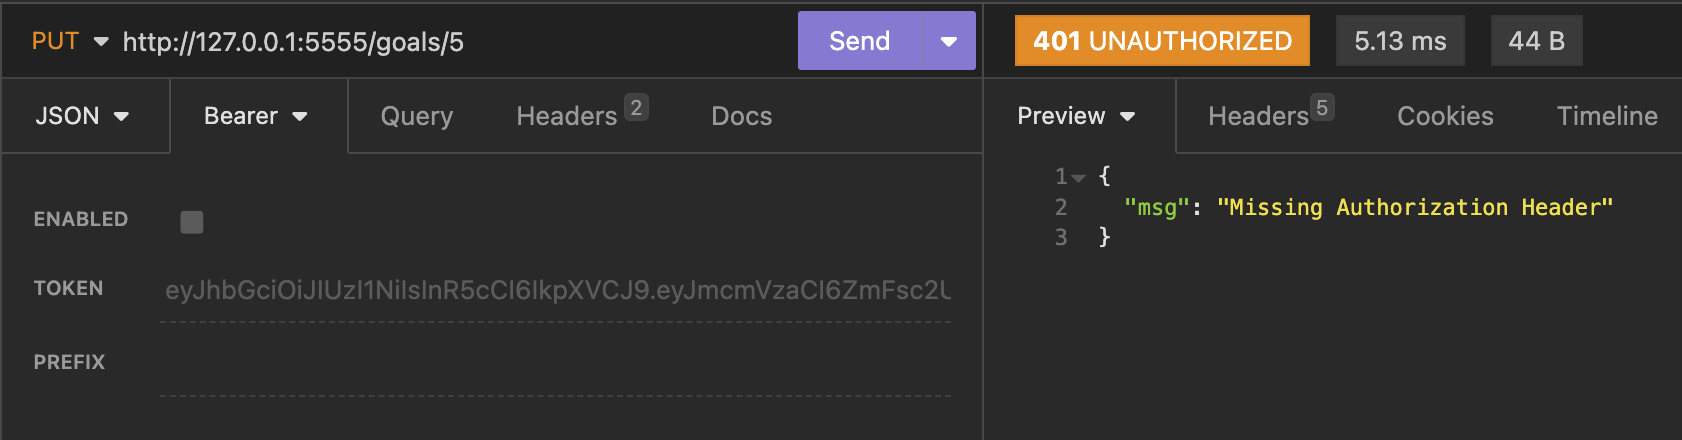 PUT http://127.0.0.1:5555/goals/5 Send
401 UNAUTHORIZED 5.13 ms 44 B
JSON Bearer Query Headers 2 Docs
Preview Headers 5 Cookies Timeline
ENABLED
TOKEN eyJhbGciOiJIUzI1NiIsInR5cCI6IkpXVCJ9.eyJmcmVzaCI6ZmFsc2U
PREFIX
1 {
2 "msg": "Missing Authorization Header"
3 }